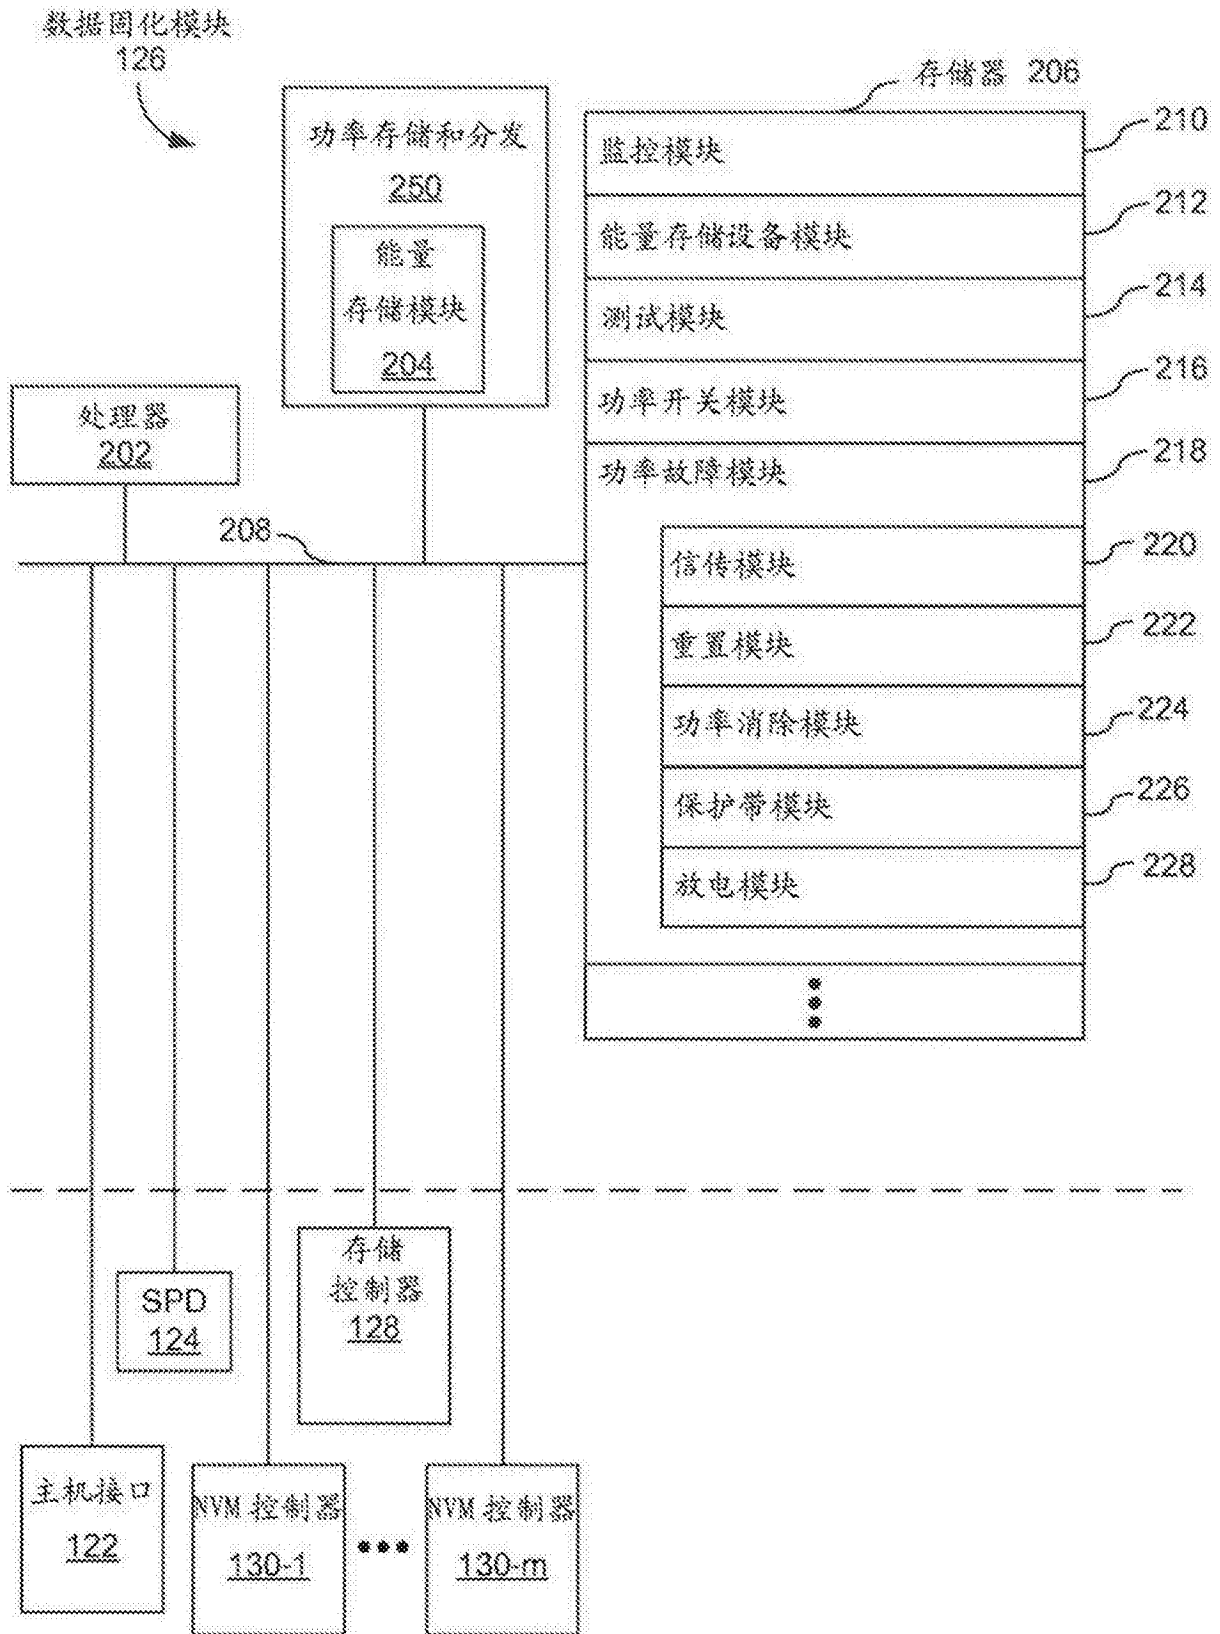 数据固化模块
126
存储器 206
功率存储和分发
250
能量
存储模块
204
处理器
202
208
监控模块
210
能量存储设备模块
212
测试模块
214
功率开关模块
216
功率故障模块
218
信传模块
220
重置模块
222
功率消除模块
224
保护带模块
226
放电模块
228
SPD
124
存储
控制器
128
主机接口
122
NVM 控制器
130-1
NVM 控制器
130-m